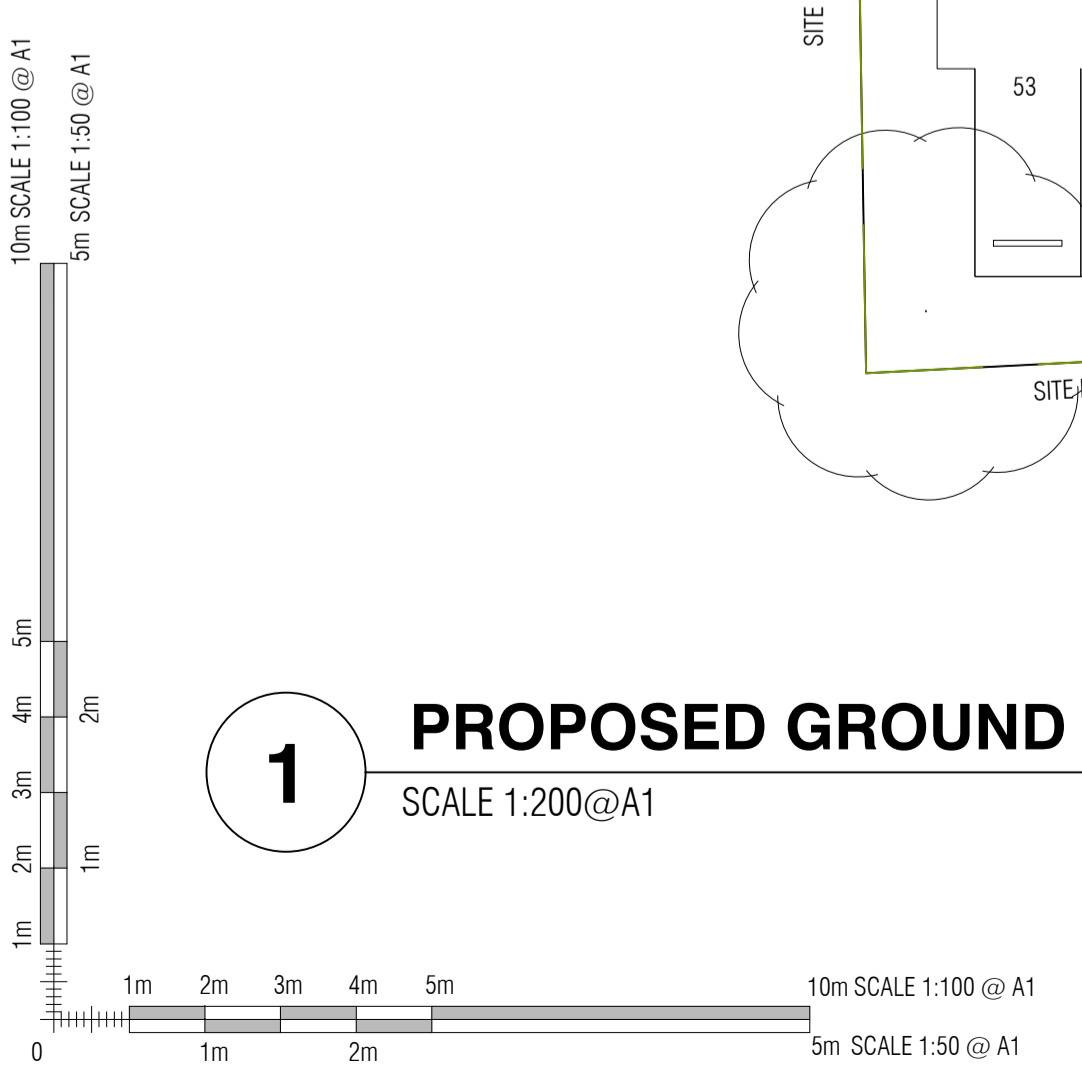 10m SCALE 1:100 @ A1
5m SCALE 1:50 @ A1
SITE
53
SITE
5m
4m
3m
2m
1m
2m
1m
1
PROPOSED GROUND
SCALE 1:200@A1
1m 2m 3m 4m 5m
10m SCALE 1:100 @ A1
0
1m 2m
5m SCALE 1:50 @ A1